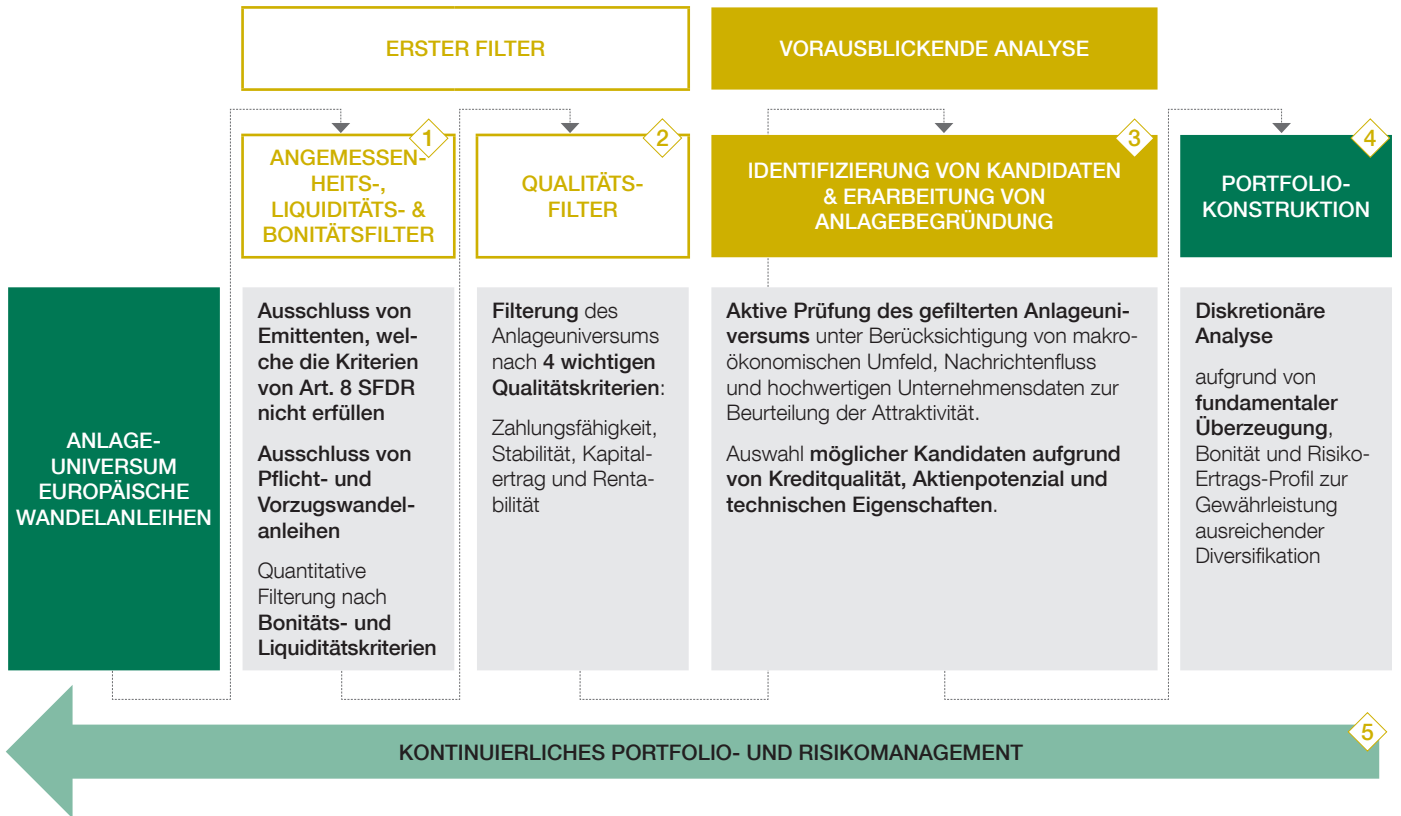 ERSTER FILTER
VORAUSBLICKENDE ANALYSE
1
ANGEMESSEN-
HEITS-,
LIQUIDITÄTS- &
BONITÄTSFILTER
2
QUALITÄTS-
FILTER
3
IDENTIFIZIERUNG VON KANDIDATEN
& ERARBEITUNG VON
ANLAGEBEGRÜNDUNG
4
PORTFOLIO-
KONSTRUKTION
ANLAGE-
UNIVERSUM
EUROPÄISCHE
WANDELANLEIHEN
Ausschluss von
Emittenten, wel-
che die Kriterien
von Art. 8 SFDR
nicht erfüllen
Ausschluss von
Pflicht- und
Vorzugswandel-
anleihen
Quantitative
Filterung nach
Bonitäts- und
Liquiditätskriterien
Filterung des
Anlageuniversums
nach 4 wichtigen
Qualitätskriterien:
Zahlungsfähigkeit,
Stabilität, Kapital-
ertrag und Renta-
bilität
Aktive Prüfung des gefilterten Anlageuni-
versums unter Berücksichtigung von makro-
ökonomischen Umfeld, Nachrichtenfluss
und hochwertigen Unternehmensdaten zur
Beurteilung der Attraktivität.
Auswahl möglicher Kandidaten aufgrund
von Kreditqualität, Aktienpotenzial und
technischen Eigenschaften.
Diskretionäre
Analyse
aufgrund von
fundamentaler
Überzeugung,
Bonität und Risiko-
Ertrags-Profil zur
Gewährleistung
ausreichender
Diversifikation
5
KONTINUIERLICHES PORTFOLIO- UND RISIKOMANAGEMENT